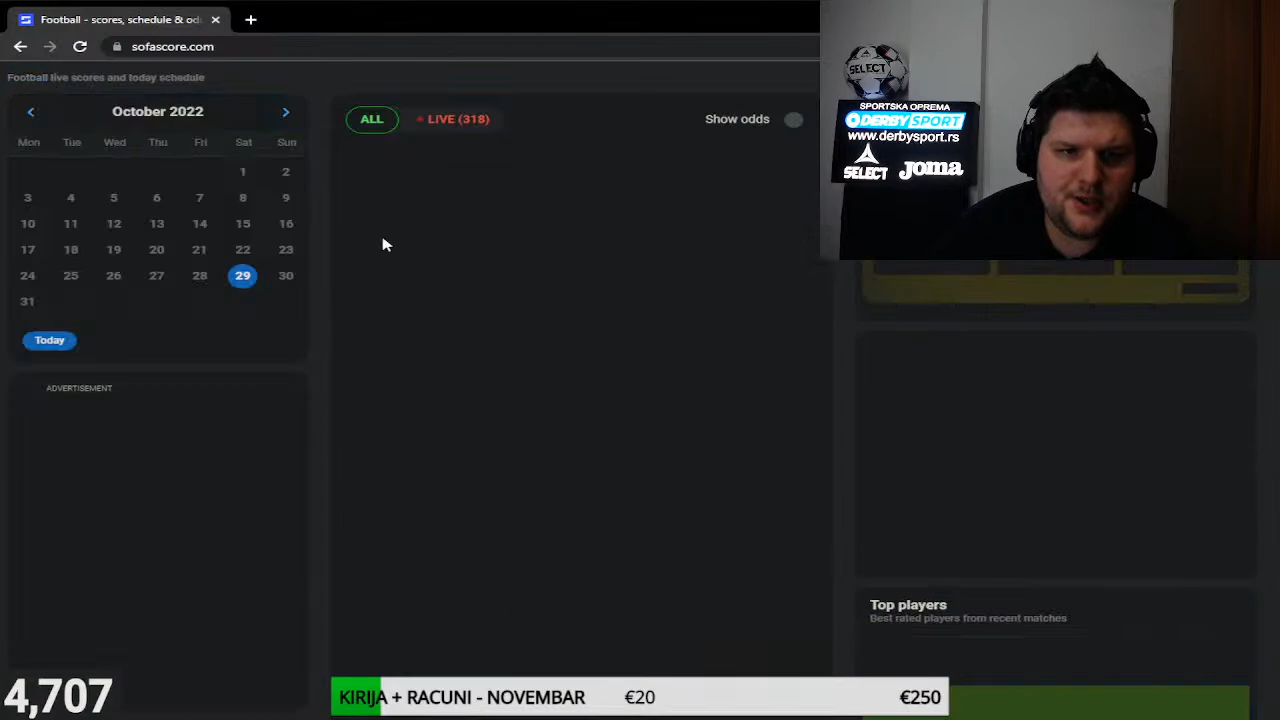 Football - scores, schedule & od
sofascore.com
Football live scores and today schedule
October 2022
Mon Tue Wed Thu Fri Sat Sun
1 2
3 4 5 6 7 8 9
10 11 12 13 14 15 16
17 18 19 20 21 22 23
24 25 26 27 28 29 30
31
Today
ADVERTISEMENT
ALL
LIVE (318)
Show odds
SELECT
SPORTSKA OPREMA
DERBYSPORT
www.derbysport.rs
SELECT
Joma
Top players
Best rated players from recent matches
4,707
KIRIJA + RACUNI - NOVEMBAR €20 €250